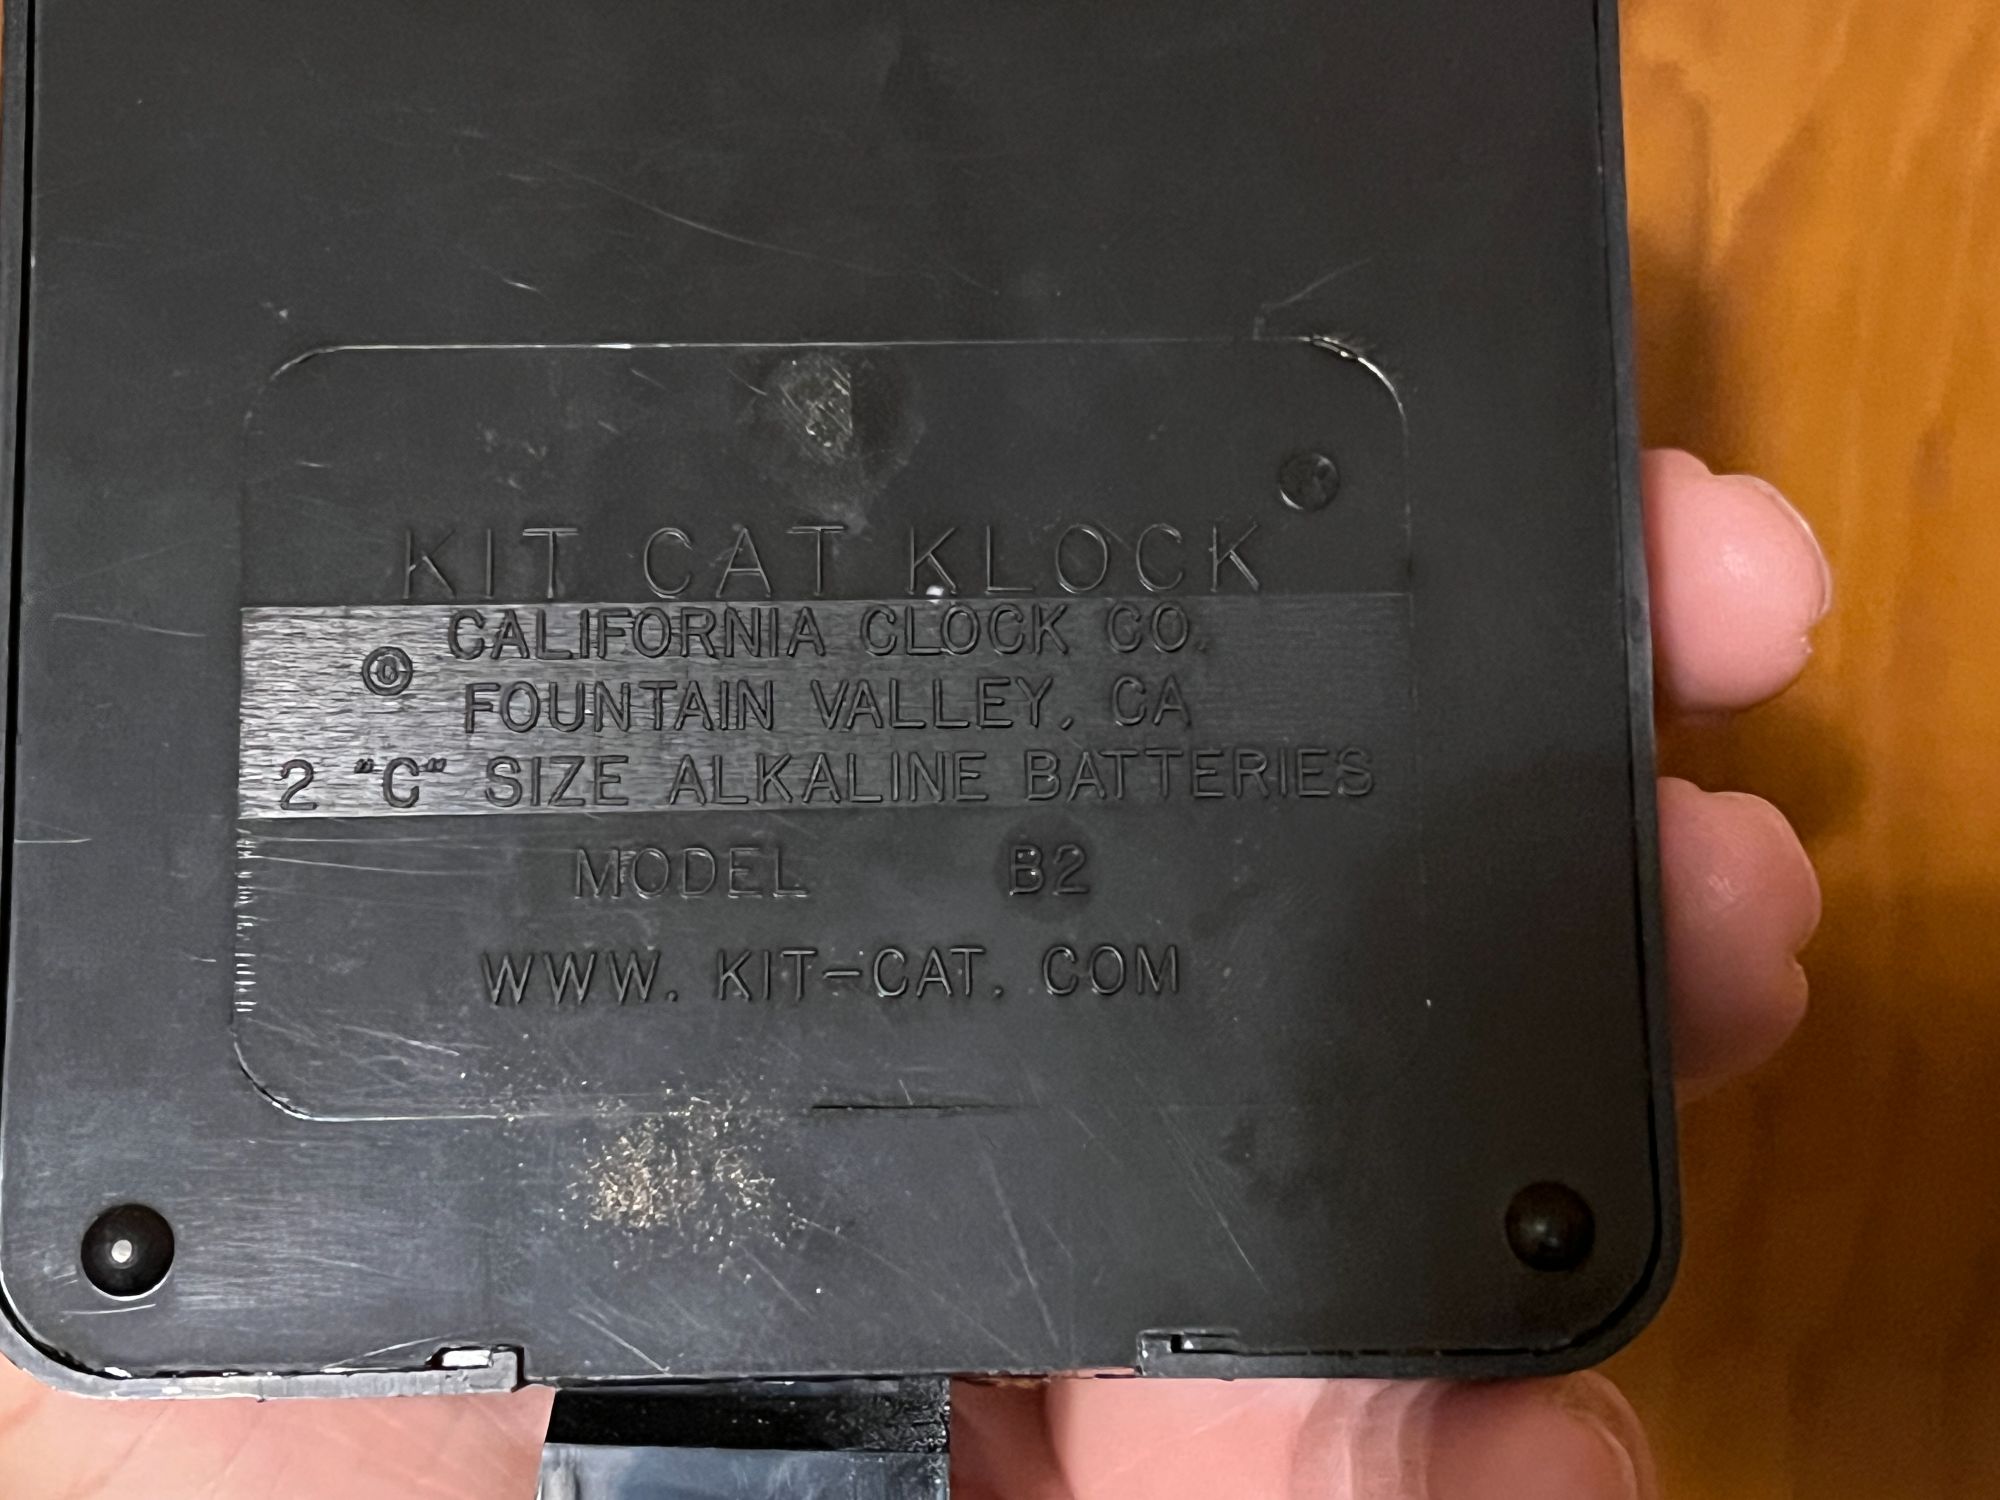 KIT CAT KLOCK
© CALIFORNIA CLOCK CO.
FOUNTAIN VALLEY, CA
2 "C" SIZE ALKALINE BATTERIES
MODEL B2
WWW.KIT-CAT.COM